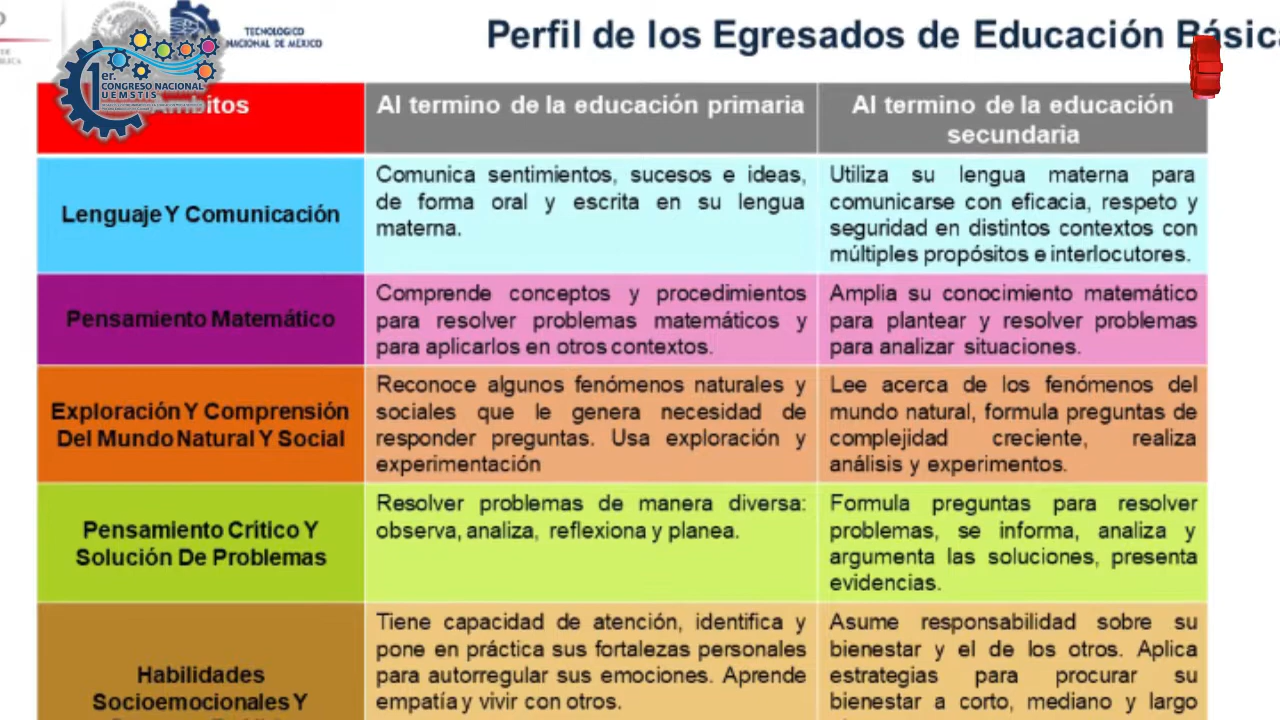 TECNOLOGICO
NACIONAL DE MÉXICO
Perfil de los Egresados de Educación Básica
1er.
CONGRESO NACIONAL
UEMSTIS
Ámbitos
Al termino de la educación primaria
Al termino de la educación
secundaria
Lenguaje Y Comunicación
Comunica sentimientos, sucesos e ideas,
de forma oral y escrita en su lengua
materna.
Utiliza su lengua materna para
comunicarse con eficacia, respeto y
seguridad en distintos contextos con
múltiples propósitos e interlocutores.
Pensamiento Matemático
Comprende conceptos y procedimientos
para resolver problemas matemáticos y
para aplicarlos en otros contextos.
Amplia su conocimiento matemático
para plantear y resolver problemas
para analizar situaciones.
Exploración Y Comprensión
Del Mundo Natural Y Social
Reconoce algunos fenómenos naturales y
sociales que le genera necesidad de
responder preguntas. Usa exploración y
experimentación
Lee acerca de los fenómenos del
mundo natural, formula preguntas de
complejidad creciente, realiza
análisis y experimentos.
Pensamiento Crítico Y
Solución De Problemas
Resolver problemas de manera diversa:
observa, analiza, reflexiona y planea.
Formula preguntas para resolver
problemas, se informa, analiza y
argumenta las soluciones, presenta
evidencias.
Habilidades
Socioemocionales Y
Tiene capacidad de atención, identifica y
pone en práctica sus fortalezas personales
para autorregular sus emociones. Aprende
empatía y vivir con otros.
Asume responsabilidad sobre su
bienestar y el de los otros. Aplica
estrategias para procurar su
bienestar a corto, mediano y largo